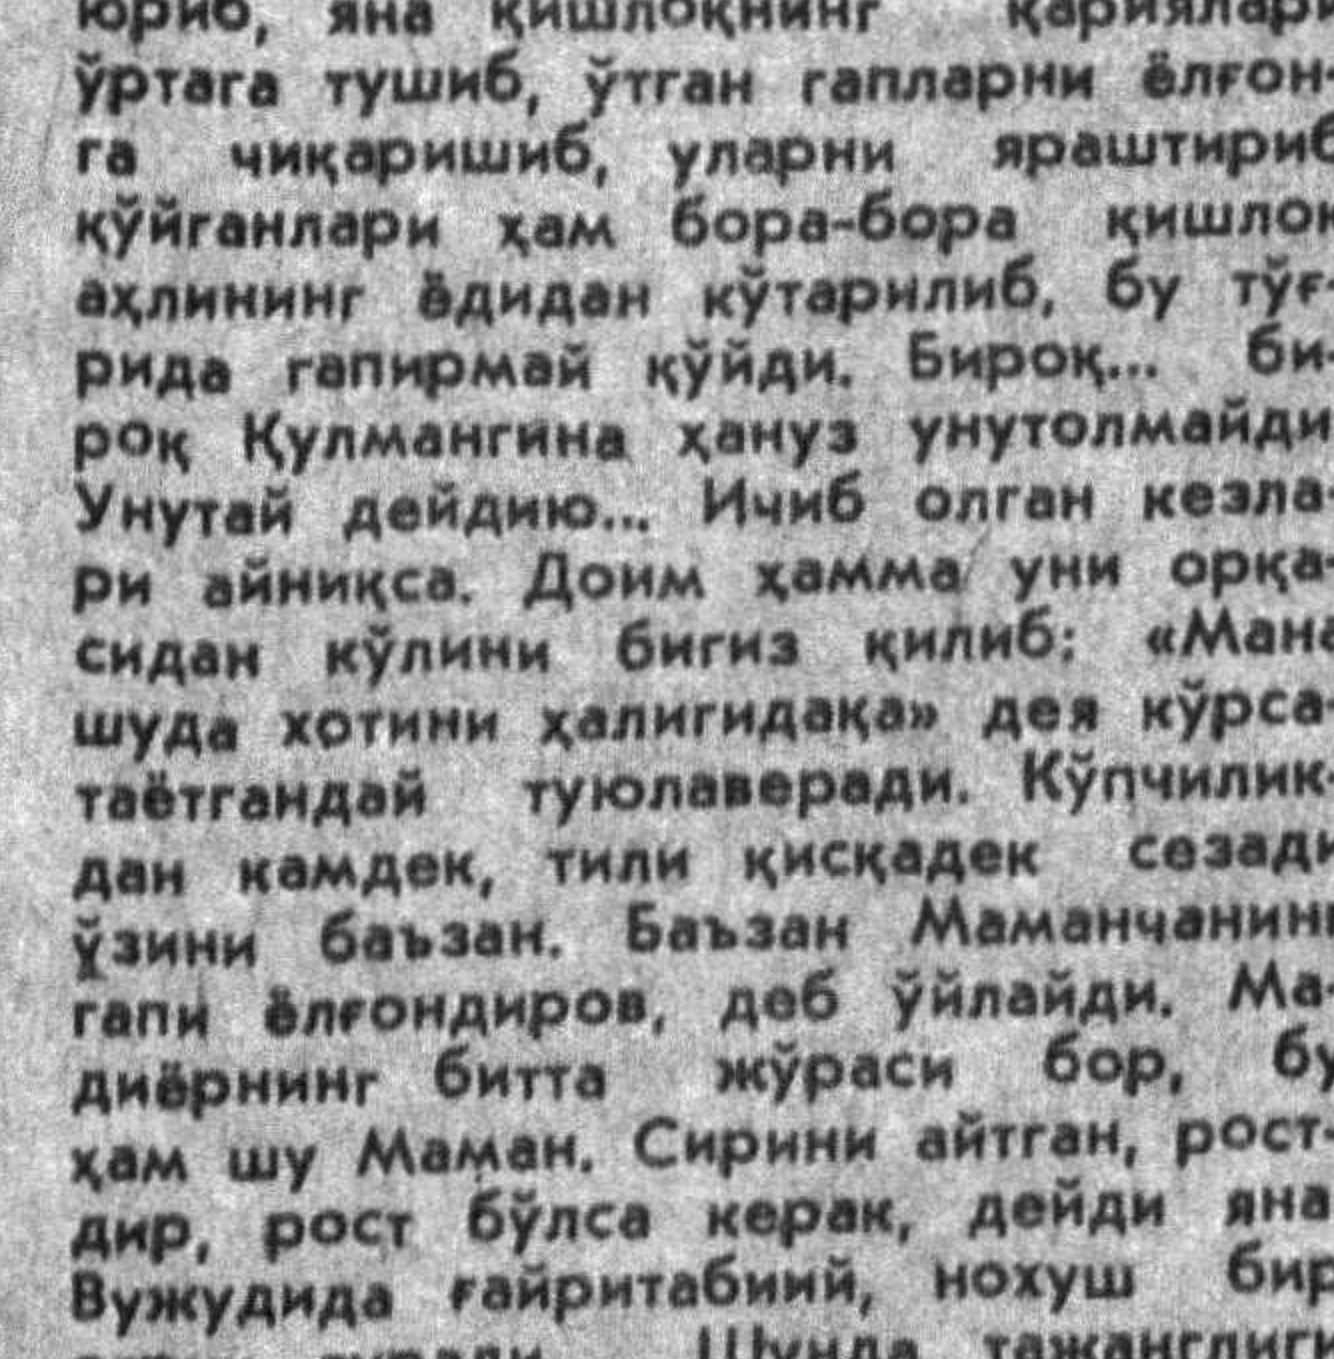 юриб, яна қишлоқнинг қариялари
ўртага тушиб, ўтган гапларни ёлғон-
га чиқаришиб, уларни яраштириб
қўйганлари ҳам бора-бора қишлоқ
аҳлининг ёдидан кўтарилиб, бу тўғ-
рида гапирмай қўйди. Бироқ... би-
роқ Қулмангина ҳануз унутолмайди
Унутай дейдию... Ичиб олган кезла-
ри айниқса. Доим ҳамма уни орқа-
сидан қўлини бигиз қилиб: «Мана
шуда хотини ҳалигидақа» дея кўрса-
таётгандай туюлаверади. Кўпчилик-
дан камдек, тили қисқадек сезади
ўзини баъзан. Баъзан Маманчанинг
гапи ёлғондиров, деб ўйлайди. Ма-
диёрнинг битта жўраси бор, бу
ҳам шу Маман. Сирини айтган, рост-
дир, рост бўлса керак, дейди яна
Вужудида ғайритабиий, нохуш бир
Шунда тажанглиги